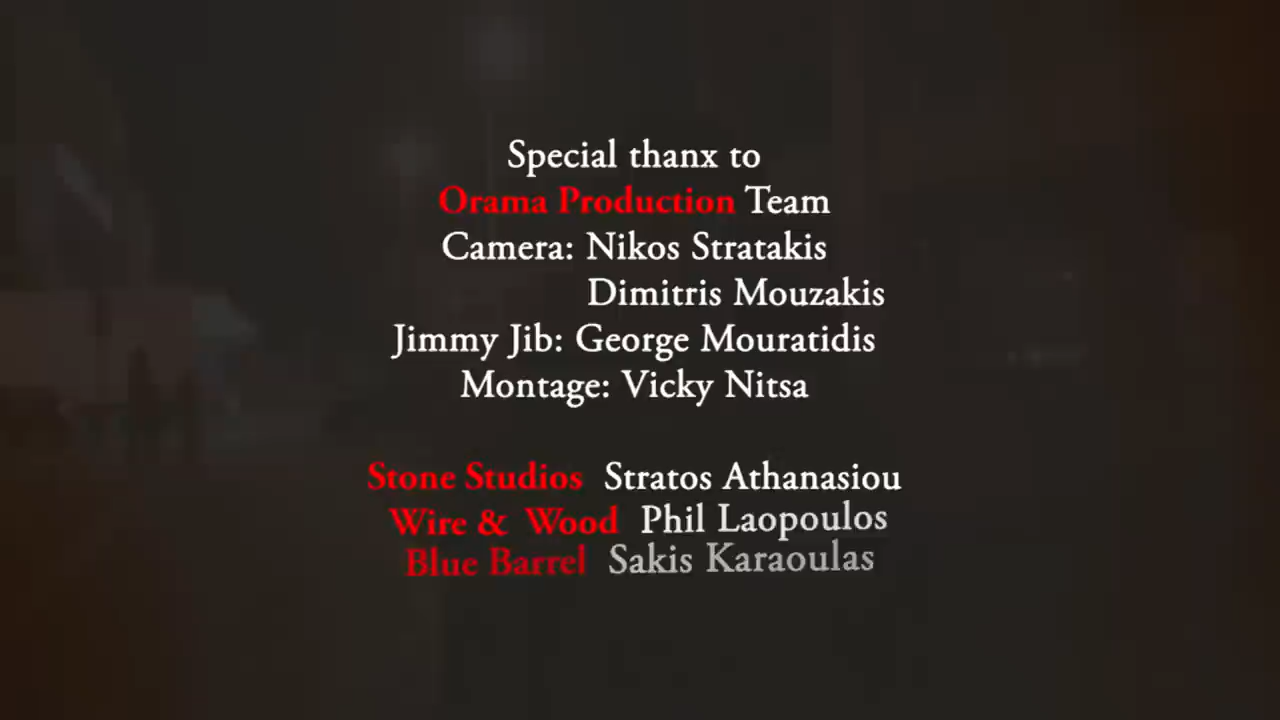 Special thanx to
Orama Production Team
Camera: Nikos Stratakis
Dimitris Mouzakis
Jimmy Jib: George Mouratidis
Montage: Vicky Nitsa
Stone Studios Stratos Athanasiou
Wire & Wood Phil Laopoulos
Blue Barrel Sakis Karaoulas